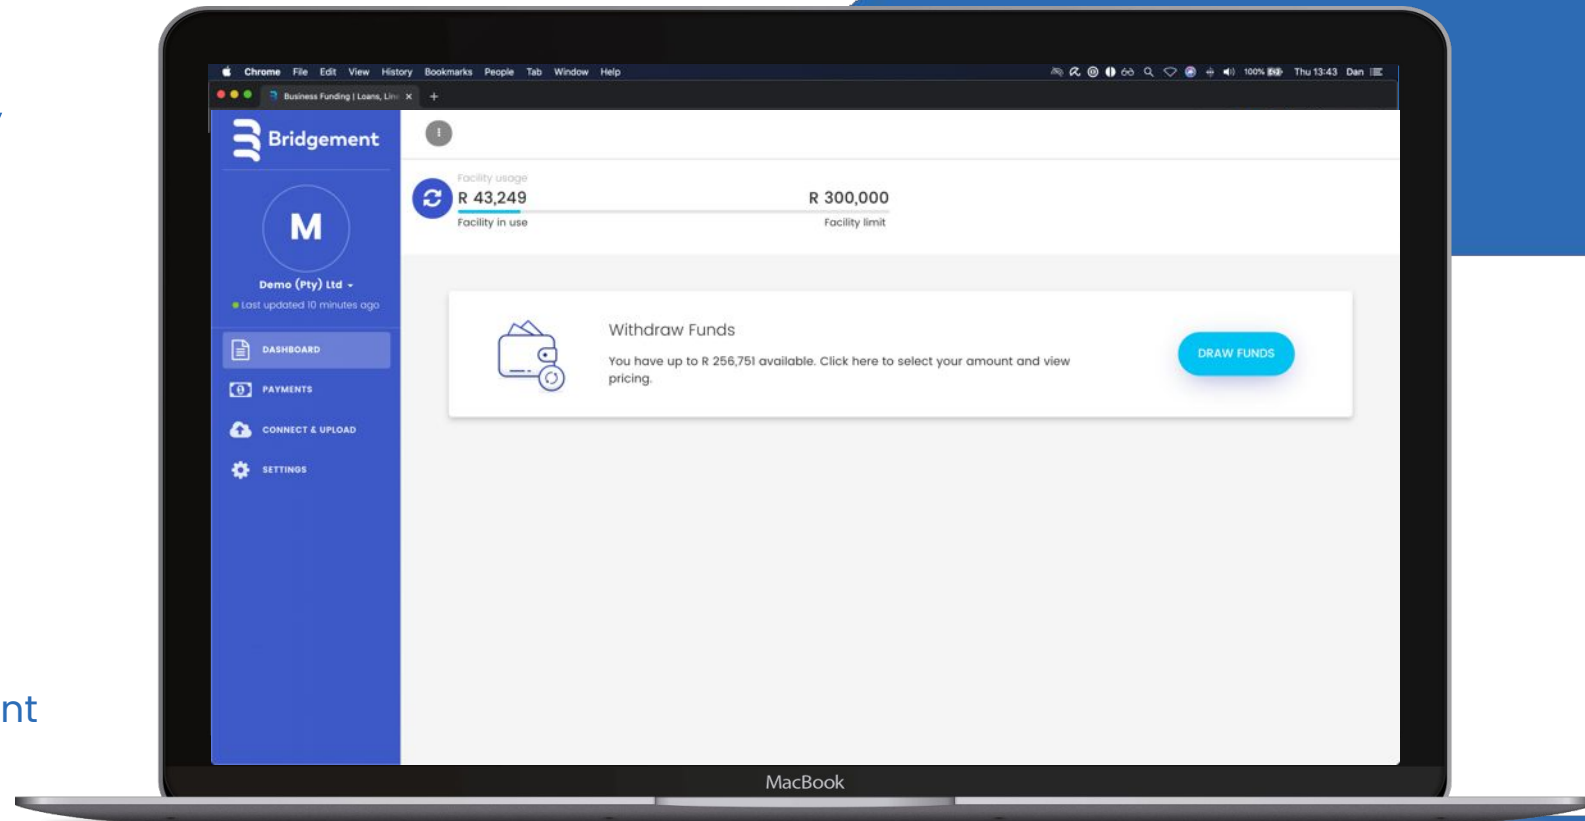 Chrome File Edit View History Bookmarks People Tab Window Help 100% Thu 13:43 Dan
Business Funding | Loans, Line
Bridgement
M
Demo (Pty) Ltd
Last updated 10 minutes ago
DASHBOARD
PAYMENTS
CONNECT & UPLOAD
SETTINGS
Facility usage
R 43,249 R 300,000
Facility in use Facility limit
Withdraw Funds
You have up to R 256,751 available. Click here to select your amount and view
pricing.
DRAW FUNDS
nt
MacBook